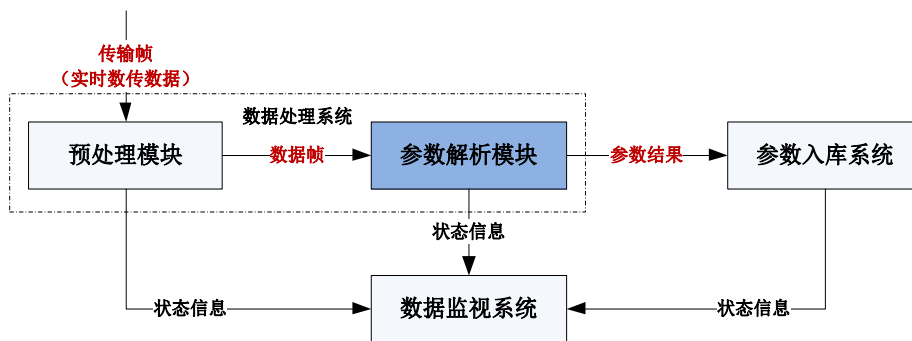 传输帧
（实时数传数据）
数据处理系统
预处理模块
数据帧
参数解析模块
参数结果
参数入库系统
状态信息
状态信息
数据监视系统
状态信息